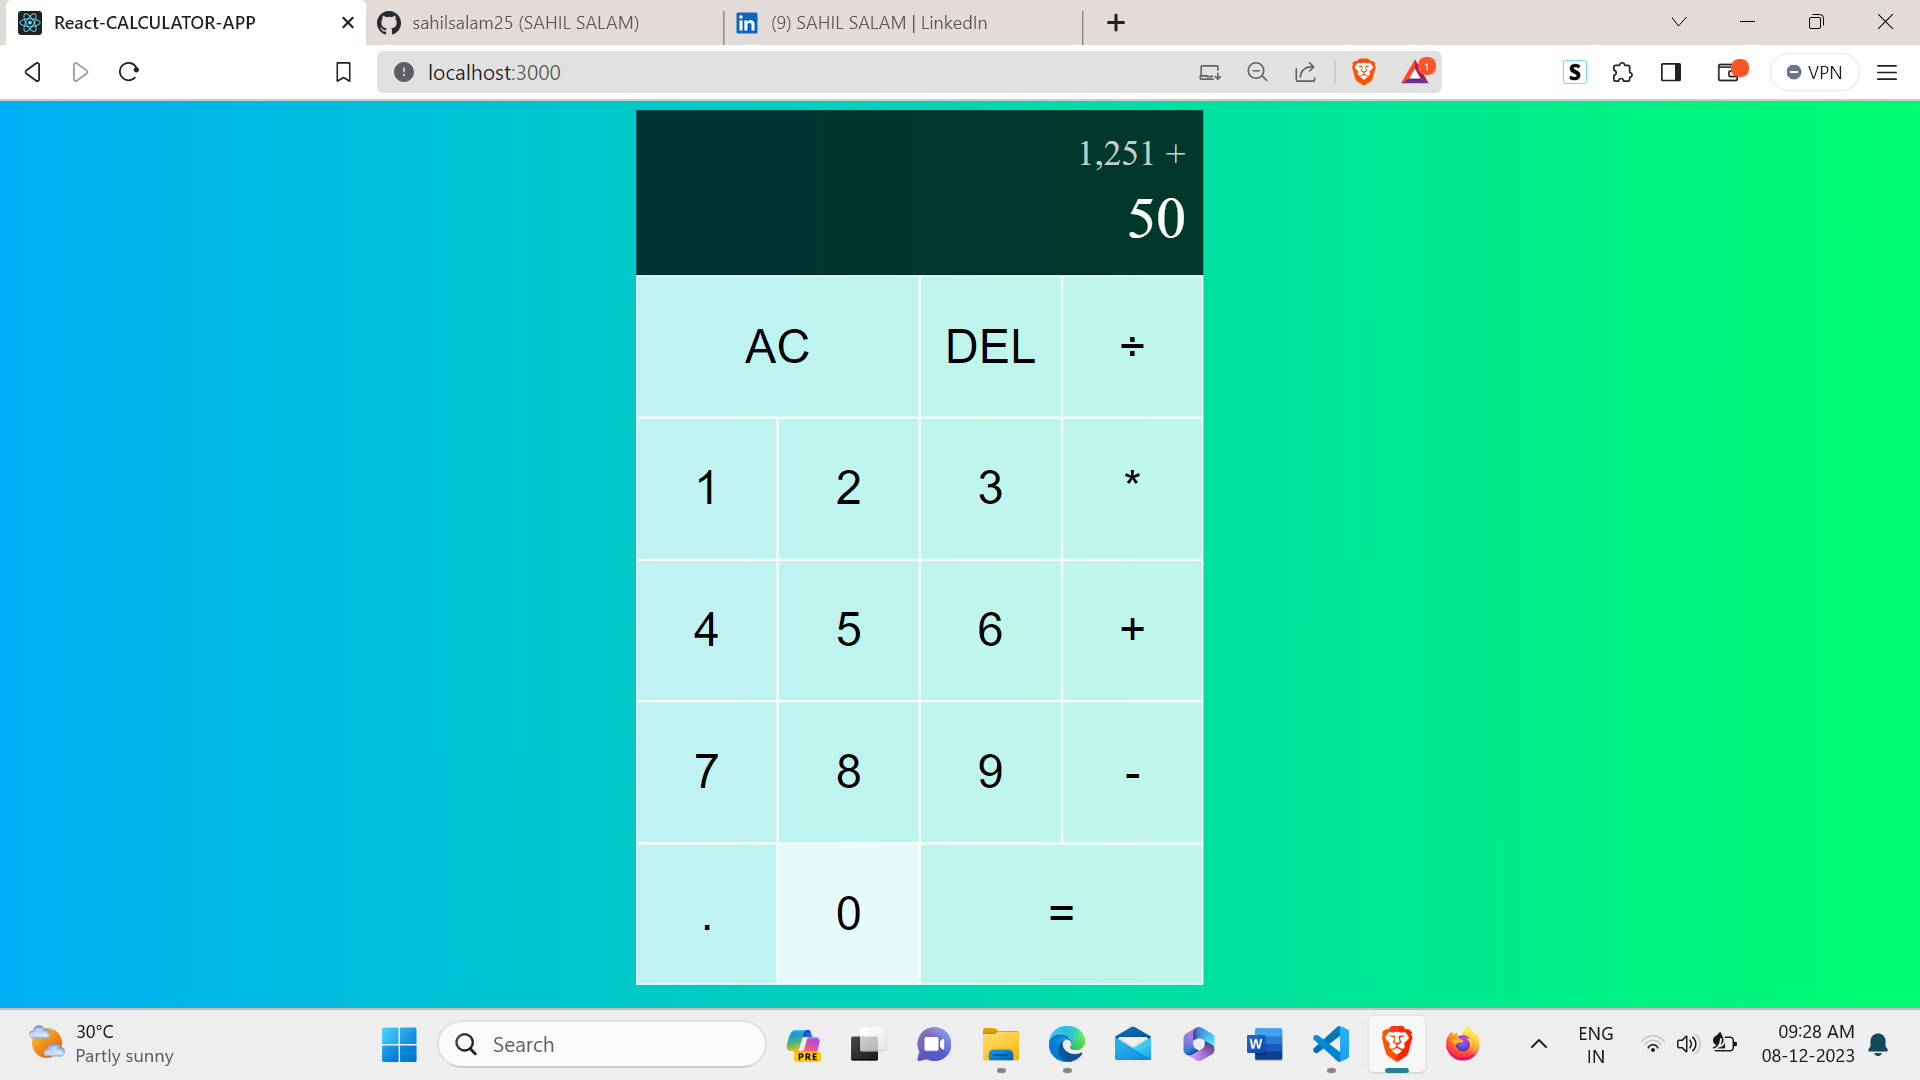 React-CALCULATOR-APP
sahilsalam25 (SAHIL SALAM)
in (9) SAHIL SALAM | LinkedIn
localhost:3000
1
S
VPN
1,251 +
50
AC DEL ÷
1 2 3 *
4 5 6 +
7 8 9 -
. 0 =
30°C
Partly sunny
Search
PRE
W
ENG
IN
09:28 AM
08-12-2023